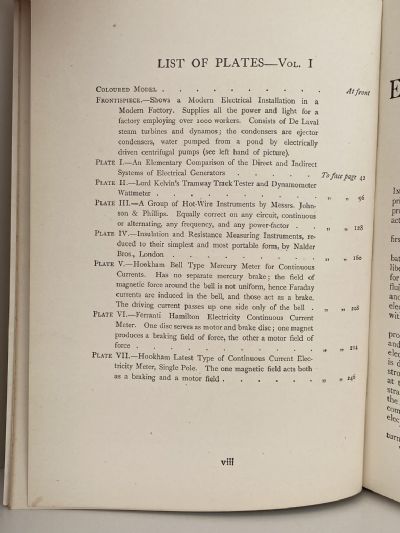 LIST OF PLATES—VOL. I
COLOURED MODEL . . . . . . . . . At front
FRONTISPIECE.—Shows a Modern Electrical Installation in a
Modern Factory. Supplies all the power and light for a
factory employing over 1000 workers. Consists of De Laval
steam turbines and dynamos; the condensers are ejector
condensers, water pumped from a pond by electrically
driven centrifugal pumps (see left hand of picture).
PLATE I.—An Elementary Comparison of the Direct and Indirect
Systems of Electrical Generators . . . . To face page 42
PLATE II.—Lord Kelvin's Tramway Track Tester and Dynamometer
Wattmeter . . . . . . . . . „ „ 96
PLATE III.—A Group of Hot-Wire Instruments by Messrs. John-
son & Phillips. Equally correct on any circuit, continuous
or alternating, any frequency, and any power-factor . . „ „ 128
PLATE IV.—Insulation and Resistance Measuring Instruments, re-
duced to their simplest and most portable form, by Nalder
Bros., London . . . . . . . . „ „ 160
PLATE V.—Hookham Bell Type Mercury Meter for Continuous
Currents. Has no separate mercury brake; the field of
magnetic force around the bell is not uniform, hence Faraday
currents are induced in the bell, and those act as a brake.
The driving current passes up one side only of the bell . „ „ 208
PLATE VI.—Ferranti Hamilton Electricity Continuous Current
Meter. One disc serves as motor and brake disc; one magnet
produces a braking field of force, the other a motor field of
force . . . . . . . . . . „ „ 224
PLATE VII.—Hookham Latest Type of Continuous Current Elec-
tricity Meter, Single Pole. The one magnetic field acts both
as a braking and a motor field . . . . . . „ „ 246
viii